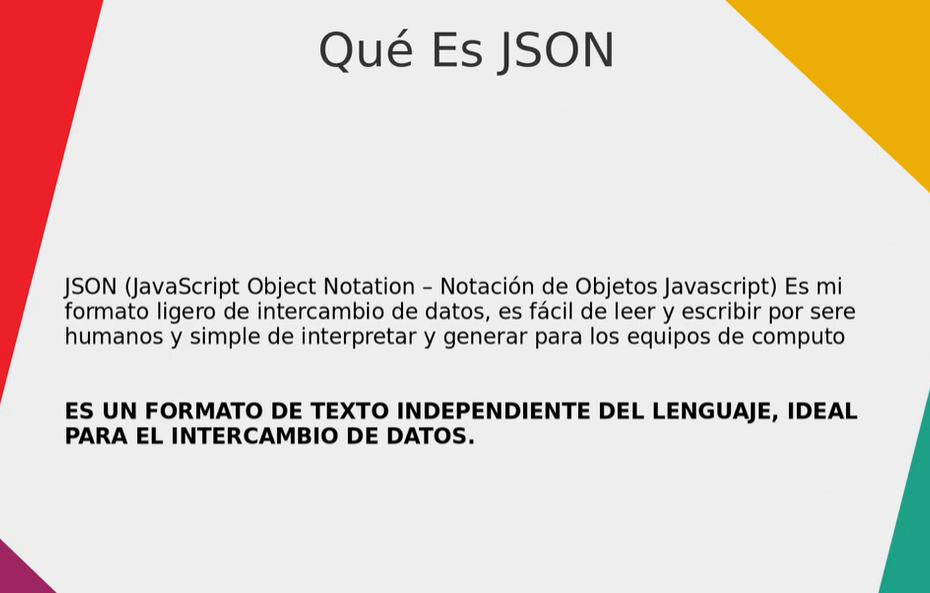 Qué Es JSON
JSON (JavaScript Object Notation – Notación de Objetos Javascript) Es mi
formato ligero de intercambio de datos, es fácil de leer y escribir por sere
humanos y simple de interpretar y generar para los equipos de computo
ES UN FORMATO DE TEXTO INDEPENDIENTE DEL LENGUAJE, IDEAL
PARA EL INTERCAMBIO DE DATOS.